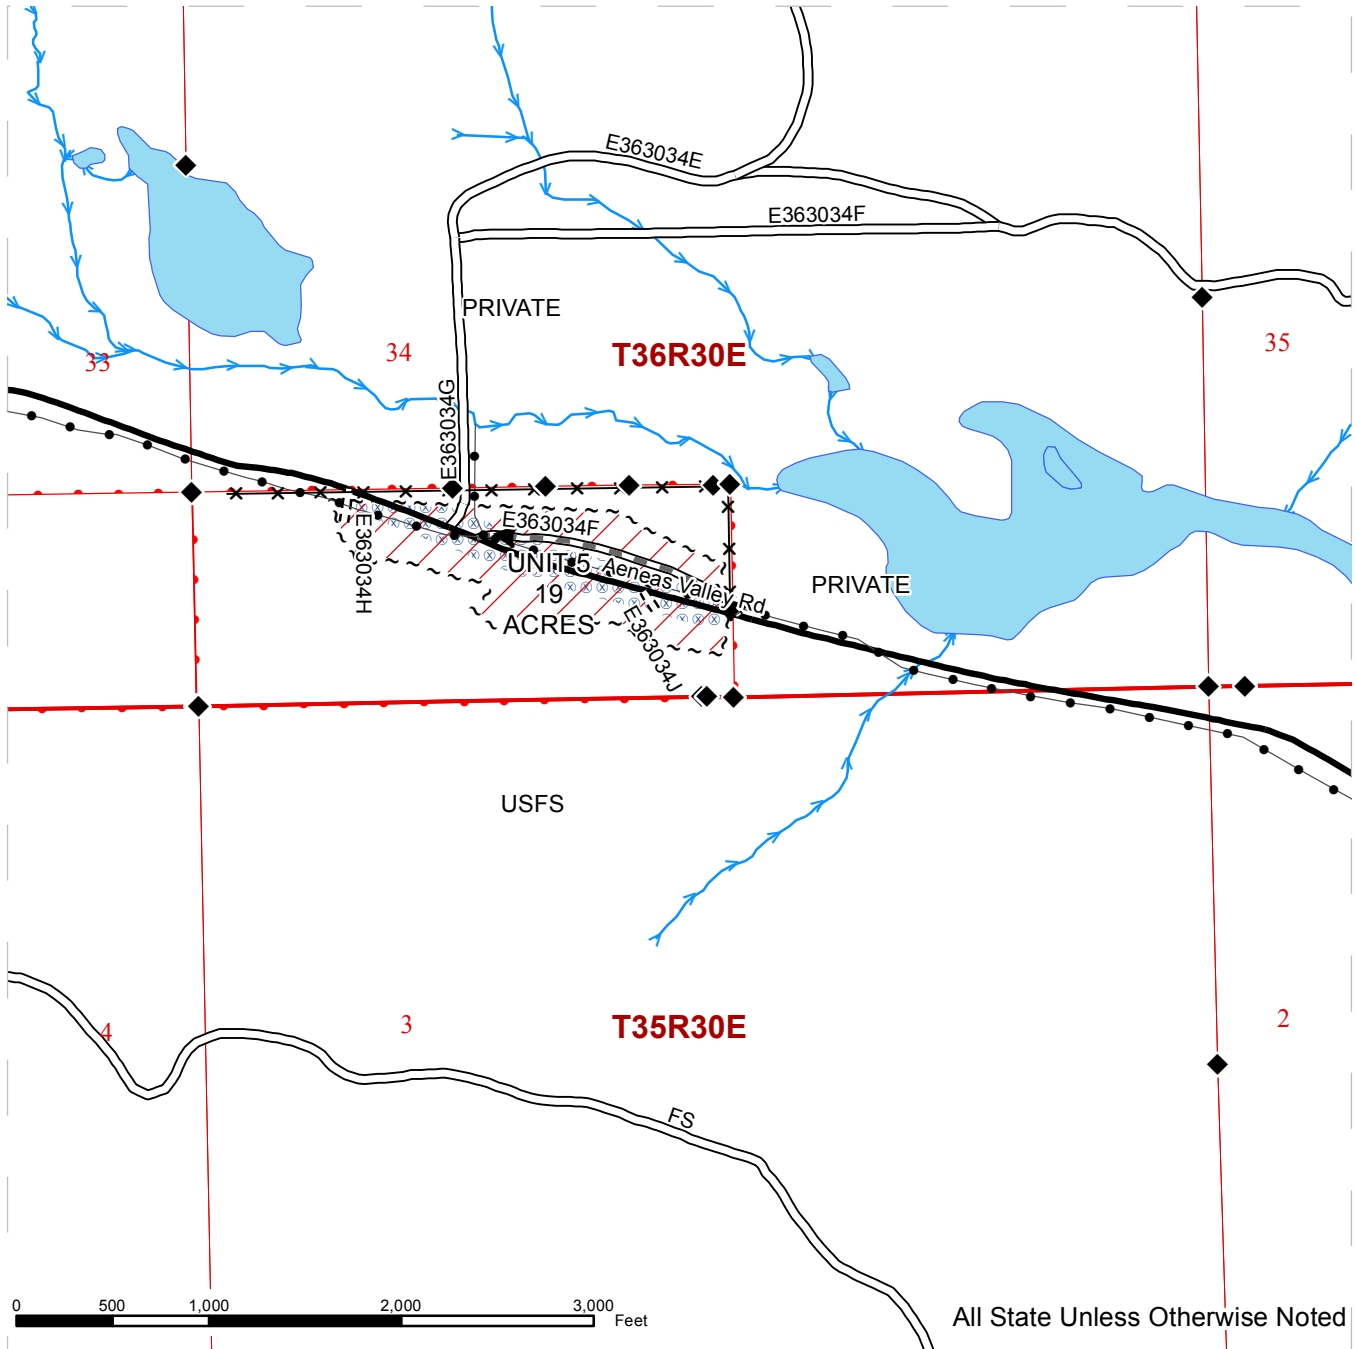 E363034E
E363034F
PRIVATE
33
34
T36R30E
35
E363034G
E363034F
E363034H
UNIT 5
Aeneas Valley Rd
19
ACRES
PRIVATE
E363034J
USFS
4
3
T35R30E
2
FS
0 500 1,000 2,000 3,000
Feet
All State Unless Otherwise Noted